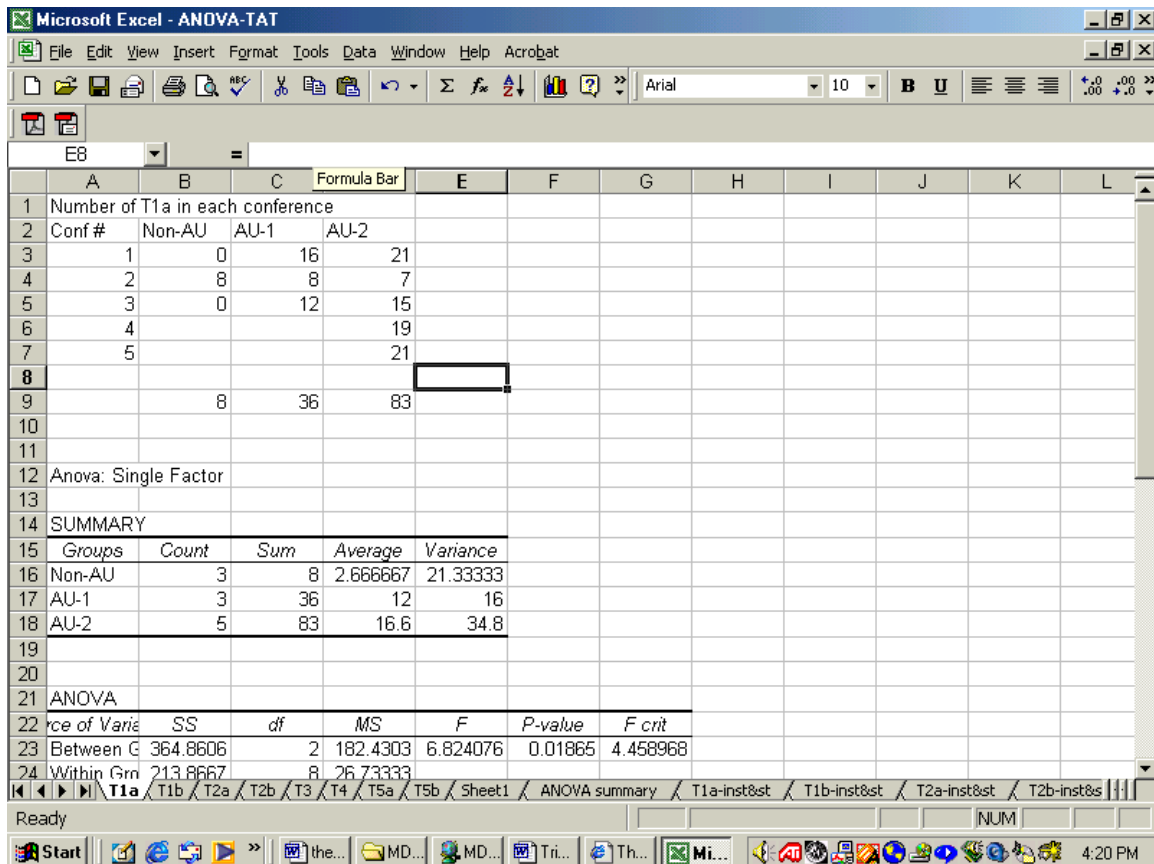 Microsoft Excel - ANOVA-TAT
File Edit View Insert Format Tools Data Window Help Acrobat
Arial 10 B U
E8 =
Formula Bar
A B C E F G H I J K L
1 Number of T1a in each conference
2 Conf # Non-AU AU-1 AU-2
3 1 0 16 21
4 2 8 8 7
5 3 0 12 15
6 4 19
7 5 21
8
9 8 36 83
10
11
12 Anova: Single Factor
13
14 SUMMARY
15 Groups Count Sum Average Variance
16 Non-AU 3 8 2.666667 21.33333
17 AU-1 3 36 12 16
18 AU-2 5 83 16.6 34.8
19
20
21 ANOVA
22 rce of Varia SS df MS F P-value F crit
23 Between G 364.8606 2 182.4303 6.824076 0.01865 4.458968
24 Within Gro 213.8667 8 26.73333
T1a T1b T2a T2b T3 T4 T5a T5b Sheet1 ANOVA summary T1a-inst&st T1b-inst&st T2a-inst&st T2b-inst&s
Ready NUM
Start the... MD... MD... Tri... Th... Mi... 4:20 PM